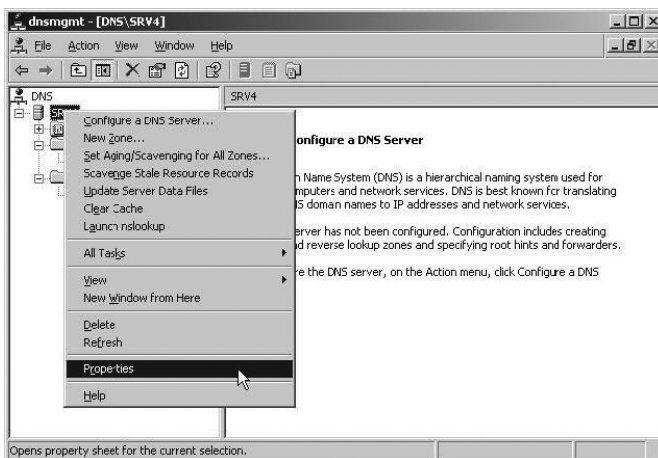 dnsmgmt - [DNS\SRV4]
File Action View Window Help
DNS
SRV4
Configure a DNS Server...
New Zone...
Set Aging/Scavenging for All Zones...
Scavenge Stale Resource Records
Update Server Data Files
Clear Cache
Launch nslookup
All Tasks
View
New Window from Here
Delete
Refresh
Properties
Help
onfigure a DNS Server
n Name System (DNS) is a hierarchical naming system used for
mputers and network services. DNS is best known for translating
IS domain names to IP addresses and network services.
erver has not been configured. Configuration includes creating
d reverse lookup zones and specifying root hints and forwarders.
re the DNS server, on the Action menu, click Configure a DNS
Opens property sheet for the current selection.